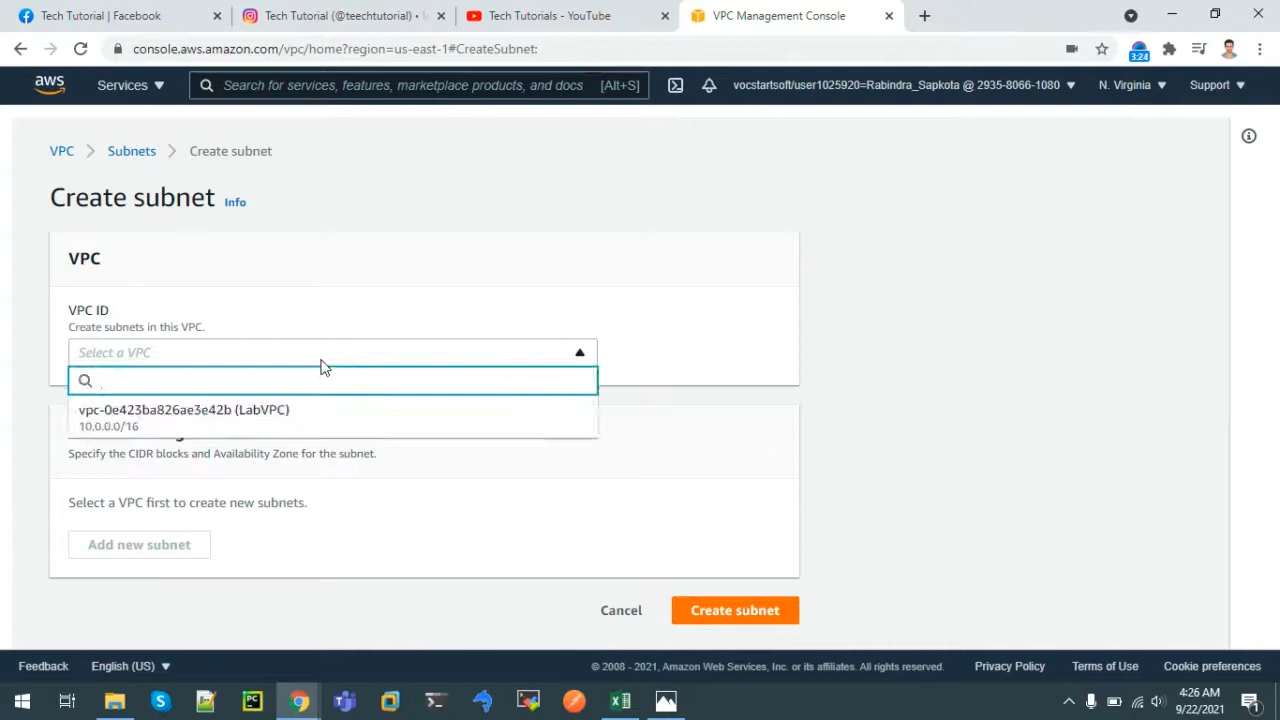 Tech Tutorial | Facebook
Tech Tutorial (@teechtutorial) • I
Tech Tutorials - YouTube
VPC Management Console
console.aws.amazon.com/vpc/home?region=us-east-1#CreateSubnet:
3:24
aws
Services
Search for services, features, marketplace products, and docs [Alt+S]
vocstartsoft/user1025920=Rabindra_Sapkota @ 2935-8066-1080
N. Virginia
Support
VPC
Subnets
Create subnet
Create subnet Info
VPC
VPC ID
Create subnets in this VPC.
Select a VPC
vpc-0e423ba826ae3e42b (LabVPC)
10.0.0.0/16
Specify the CIDR blocks and Availability Zone for the subnet.
Select a VPC first to create new subnets.
Add new subnet
Cancel
Create subnet
Feedback
English (US)
© 2008 - 2021, Amazon Web Services, Inc. or its affiliates. All rights reserved.
Privacy Policy
Terms of Use
Cookie preferences
4:26 AM
9/22/2021